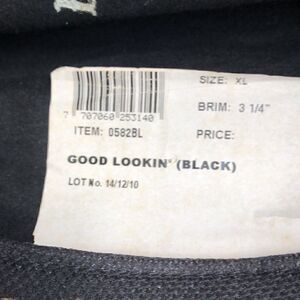 SIZE: XL
7 707060 253140
BRIM: 3 1/4"
ITEM: 0582BL
PRICE:
GOOD LOOKIN' (BLACK)
LOT No. 14/12/10